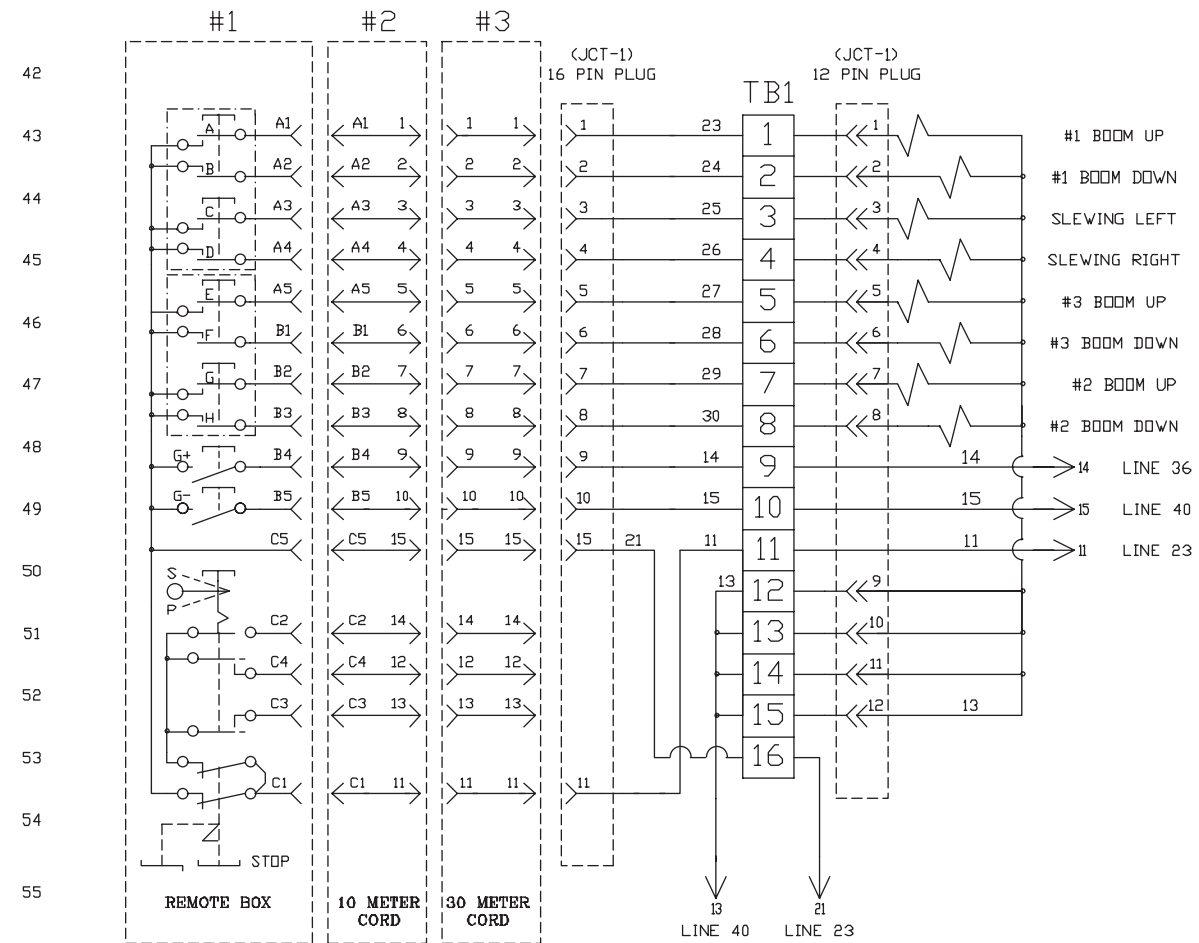 #1 #2 #3
42 (JCT-1) (JCT-1)
16 PIN PLUG 12 PIN PLUG
TB1
43 A A1 A1 1 1 1 1 23 1 1 #1 BOOM UP
B A2 A2 2 2 2 2 24 2 2 #1 BOOM DOWN
44 C A3 A3 3 3 3 3 25 3 3 SLEWING LEFT
45 D A4 A4 4 4 4 4 26 4 4 SLEWING RIGHT
E A5 A5 5 5 5 5 27 5 5 #3 BOOM UP
46 F B1 B1 6 6 6 6 28 6 6 #3 BOOM DOWN
47 G B2 B2 7 7 7 7 29 7 7 #2 BOOM UP
H B3 B3 8 8 8 8 30 8 8 #2 BOOM DOWN
48 G+ B4 B4 9 9 9 9 14 9 14 14 LINE 36
49 G- B5 B5 10 10 10 10 15 10 15 15 LINE 40
C5 C5 15 15 15 15 21 11 11 11 11 LINE 23
50 S P 13 12 9
51 C2 C2 14 14 14 13 10
C4 C4 12 12 12 14 11
52 C3 C3 13 13 13 15 12 13
53 16
C1 C1 11 11 11 11
54
STOP
55 REMOTE BOX 10 METER CORD 30 METER CORD 13 21
LINE 40 LINE 23